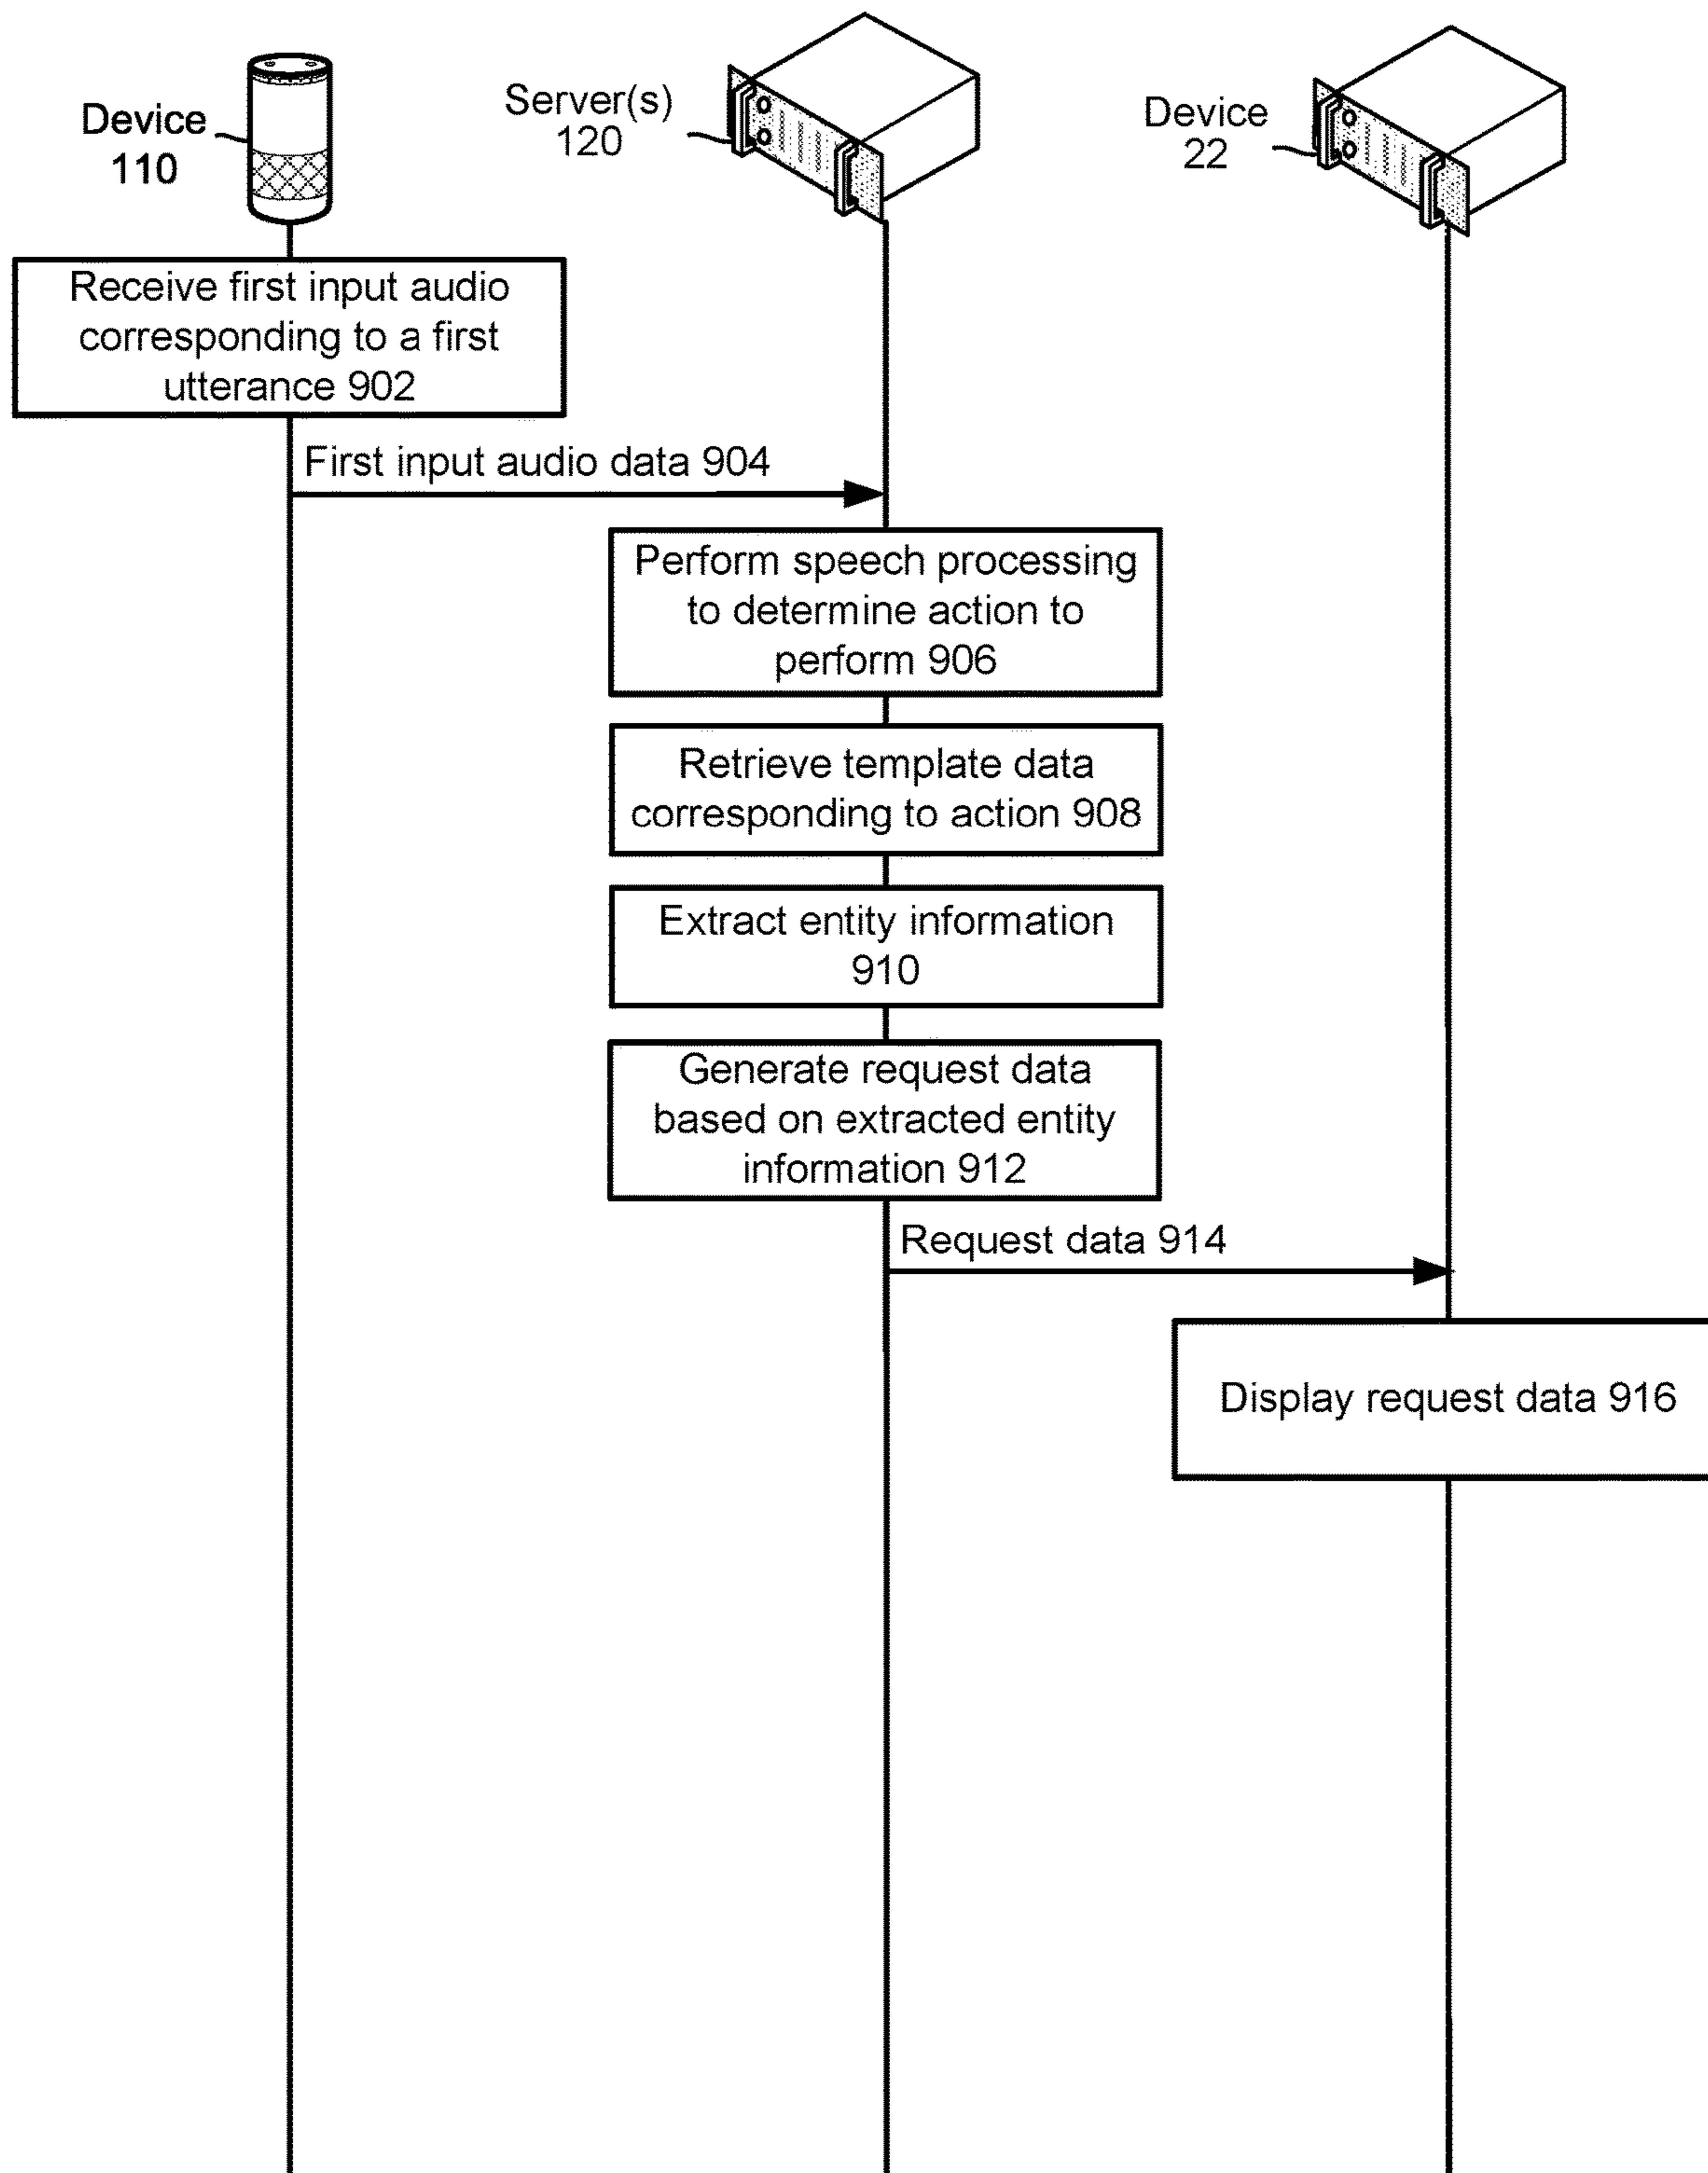 Device
110
Server(s)
120
Device
22
Receive first input audio
corresponding to a first
utterance 902
First input audio data 904
Perform speech processing
to determine action to
perform 906
Retrieve template data
corresponding to action 908
Extract entity information
910
Generate request data
based on extracted entity
information 912
Request data 914
Display request data 916